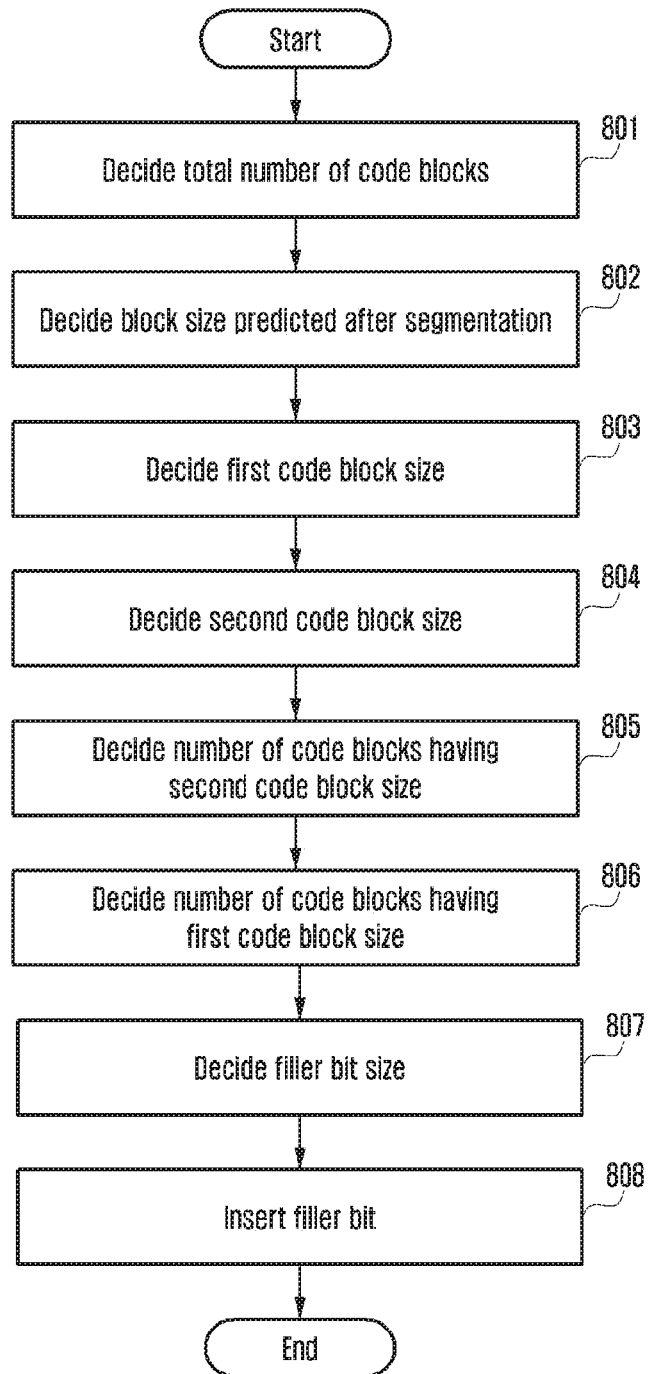 Start
801
Decide total number of code blocks
802
Decide block size predicted after segmentation
803
Decide first code block size
804
Decide second code block size
805
Decide number of code blocks having
second code block size
806
Decide number of code blocks having
first code block size
807
Decide filler bit size
808
Insert filler bit
End